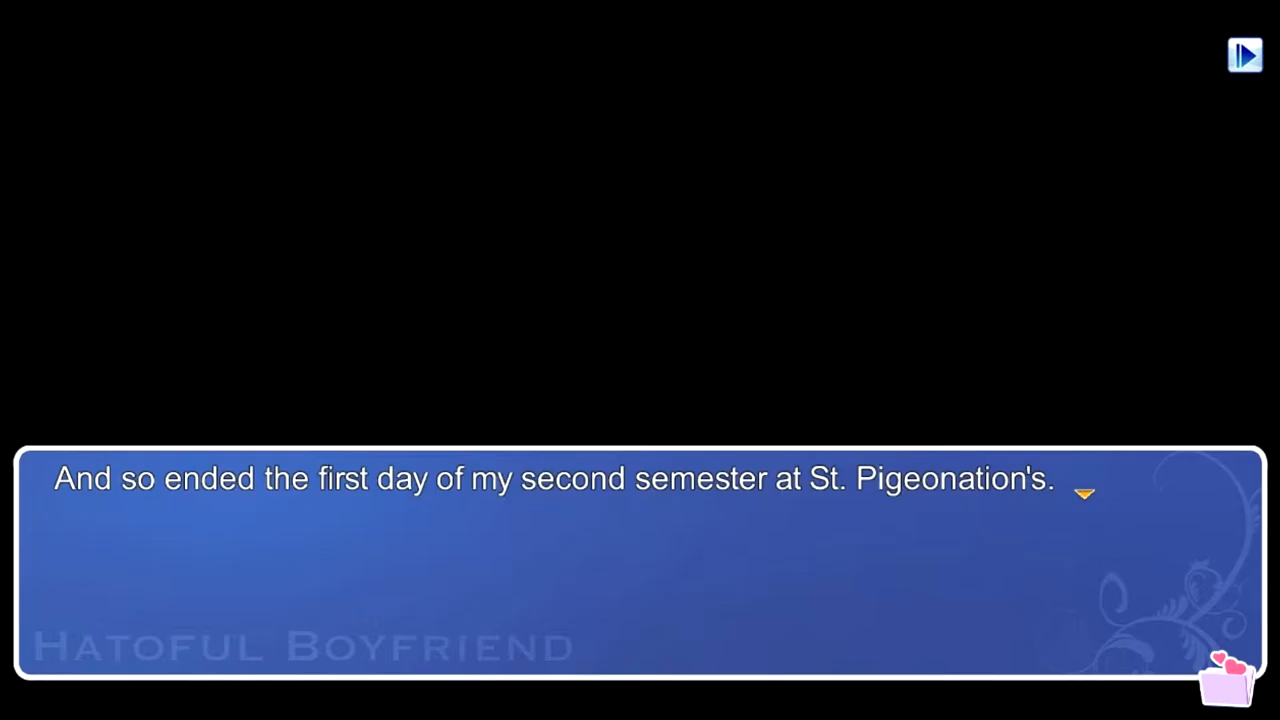 And so ended the first day of my second semester at St. Pigeonation's.
HATOFUL BOYFRIEND